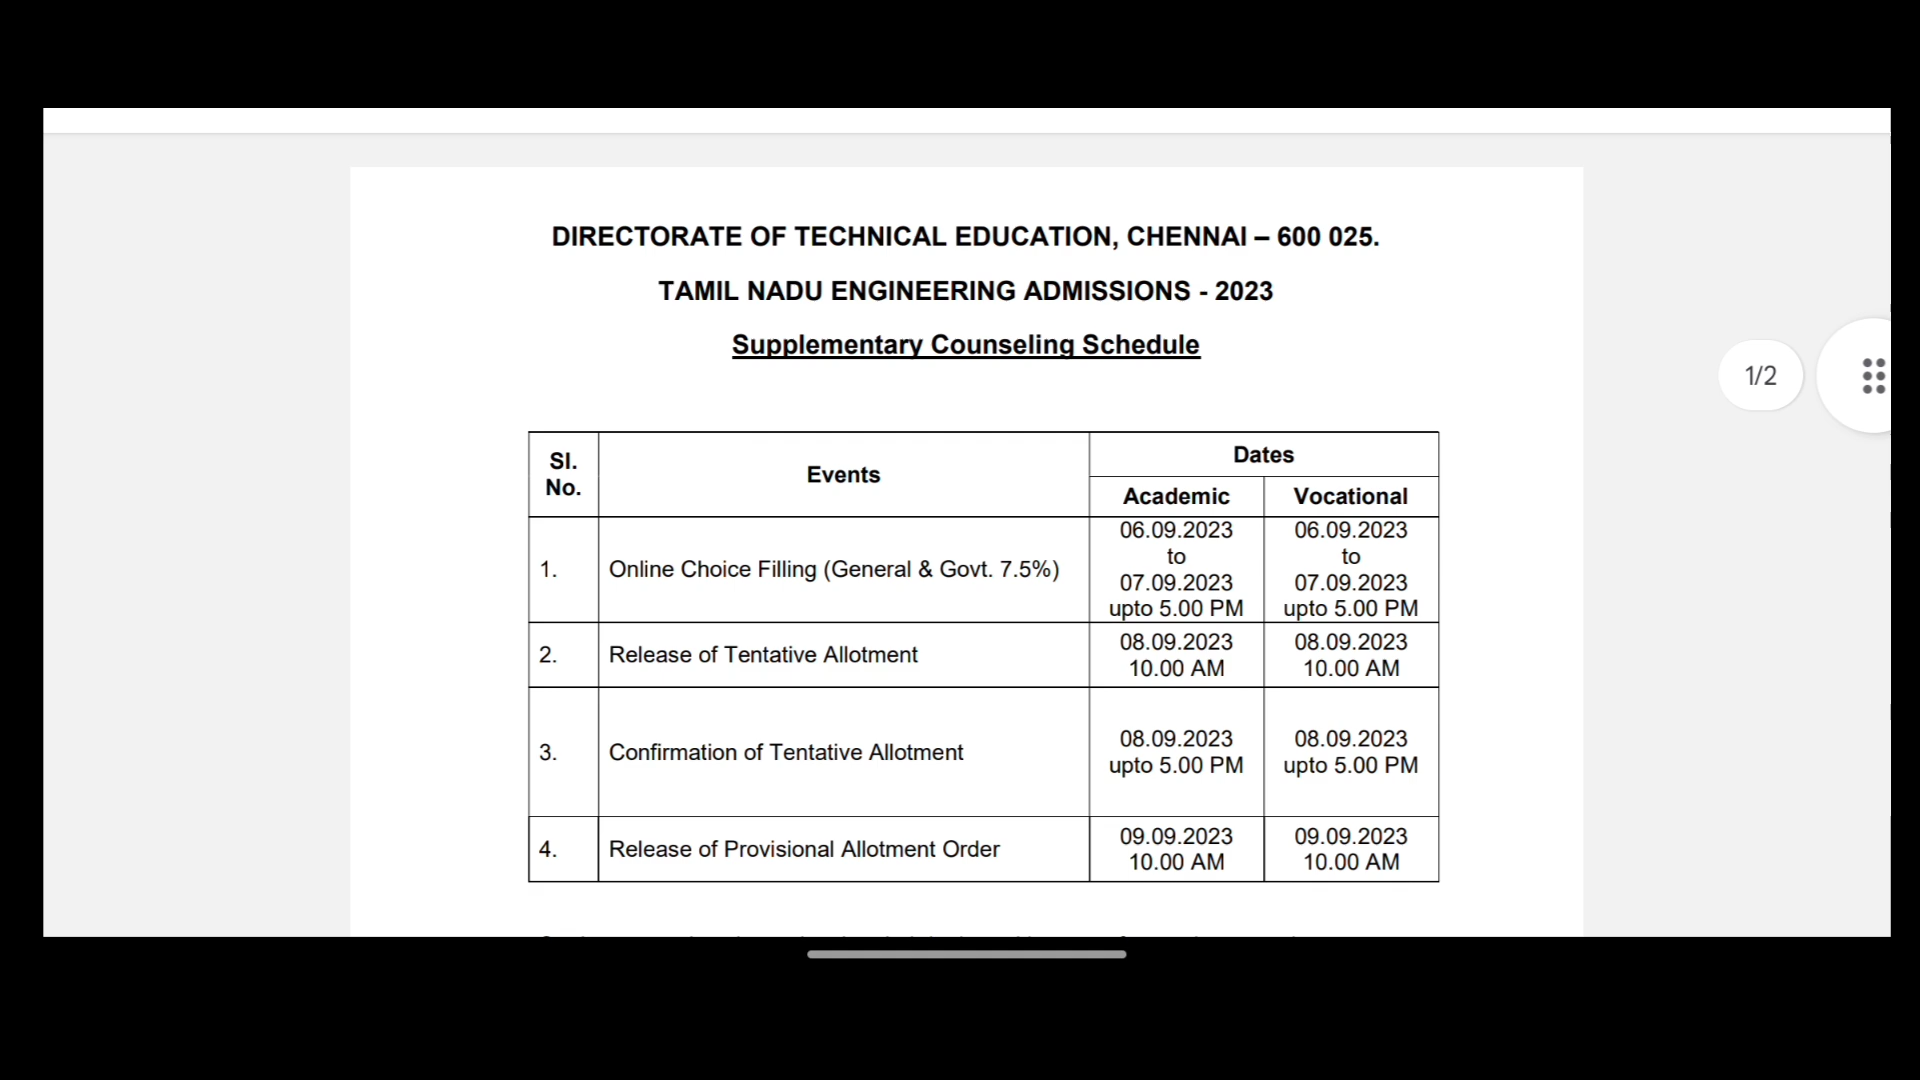 DIRECTORATE OF TECHNICAL EDUCATION, CHENNAI – 600 025.
TAMIL NADU ENGINEERING ADMISSIONS - 2023
Supplementary Counseling Schedule
1/2
Sl.
No.
Events
Dates
Academic
Vocational
1.
Online Choice Filling (General & Govt. 7.5%)
06.09.2023
to
07.09.2023
upto 5.00 PM
06.09.2023
to
07.09.2023
upto 5.00 PM
2.
Release of Tentative Allotment
08.09.2023
10.00 AM
08.09.2023
10.00 AM
3.
Confirmation of Tentative Allotment
08.09.2023
upto 5.00 PM
08.09.2023
upto 5.00 PM
4.
Release of Provisional Allotment Order
09.09.2023
10.00 AM
09.09.2023
10.00 AM